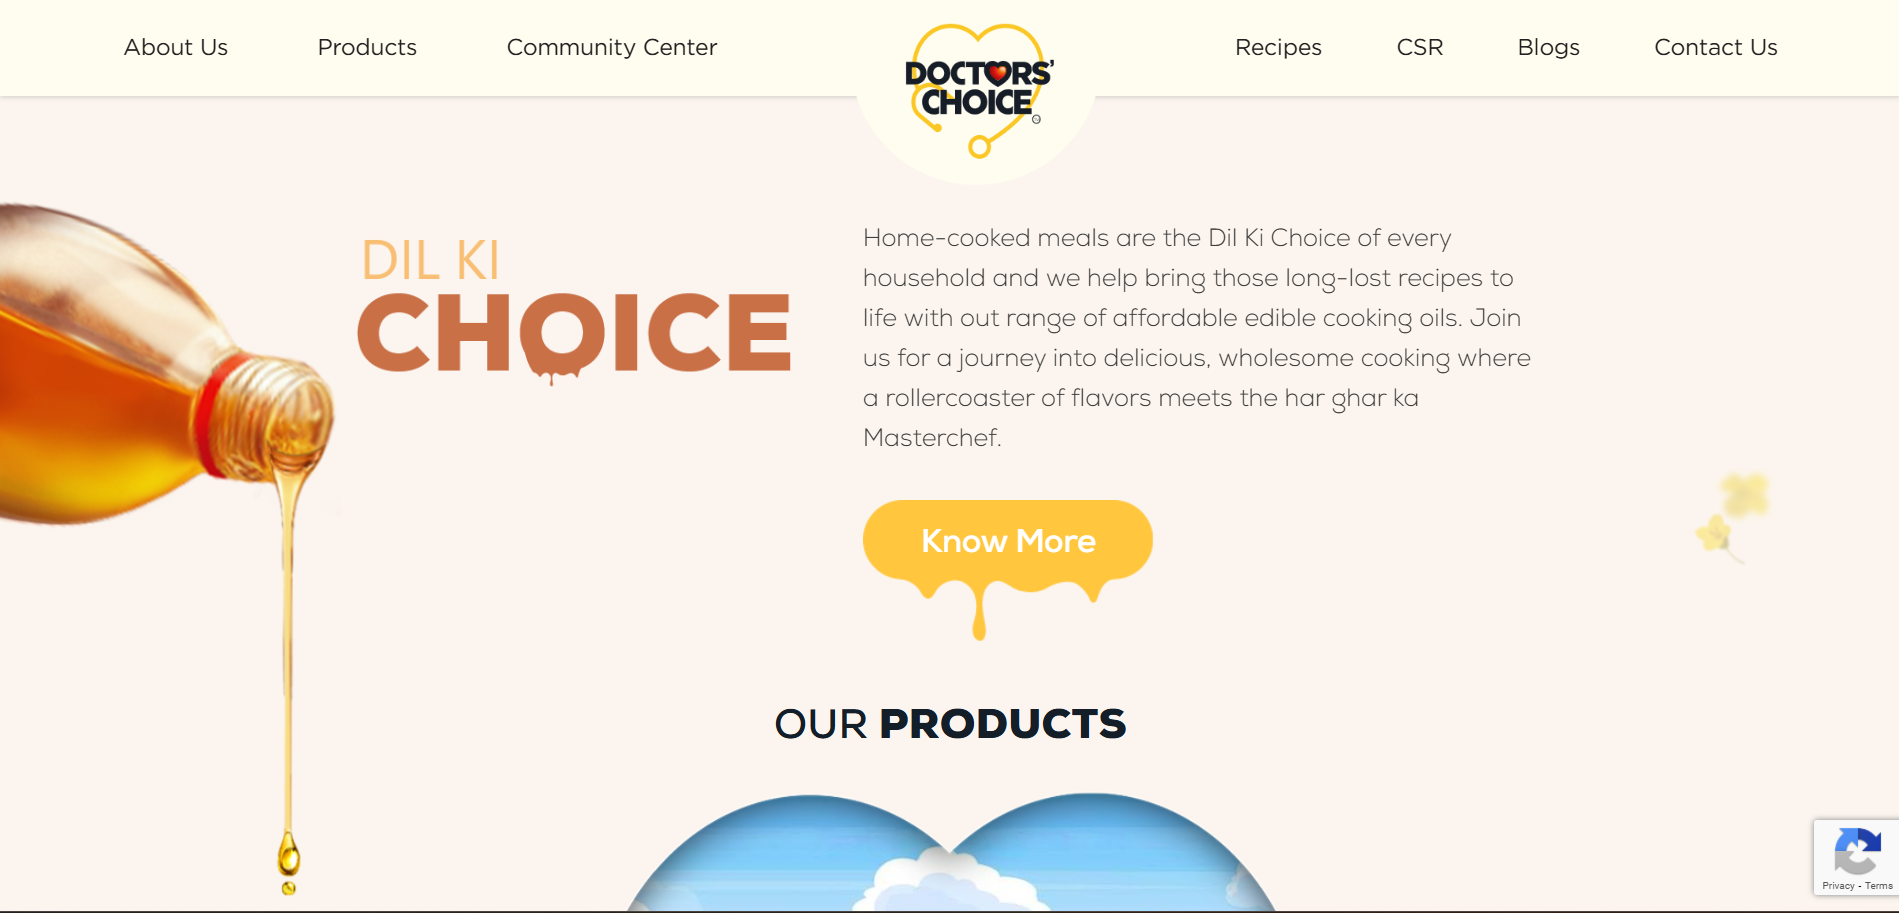 About Us
Products
Community Center
DOCTORS'
CHOICE
Recipes
CSR
Blogs
Contact Us
DIL KI
CHOICE
Home-cooked meals are the Dil Ki Choice of every
household and we help bring those long-lost recipes to
life with out range of affordable edible cooking oils. Join
us for a journey into delicious, wholesome cooking where
a rollercoaster of flavors meets the har ghar ka
Masterchef.
Know More
OUR PRODUCTS
Privacy - Terms